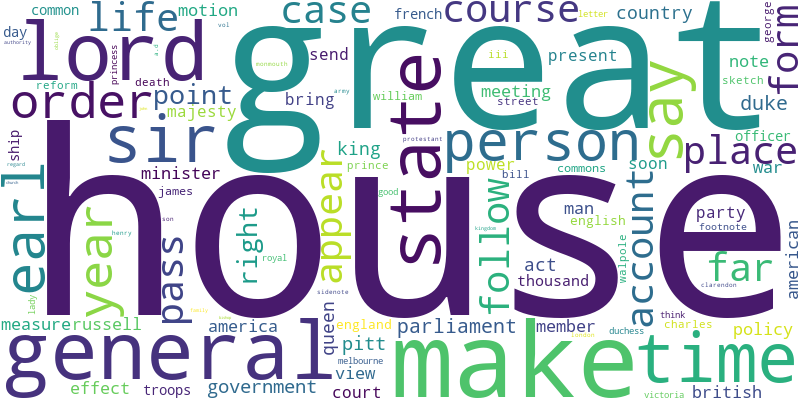 common life motion case french course country george
day lord great letter form
authority princess vol send iii present note
reform death a.d monmouth say sketch
order point bring william meeting street duke
ship majesty army state person officer
sir king protestant place
earl minister prince power commons soon war
regard james appear good bill
church son house man party
year henry right follow english footnote
pass royal kingdom account walpole american
lady sidenote act thousand clarendon far
measure russell america queen england parliament member think charles policy
general family pitt make duchess time
melbourne london
effect troops government view court victoria british